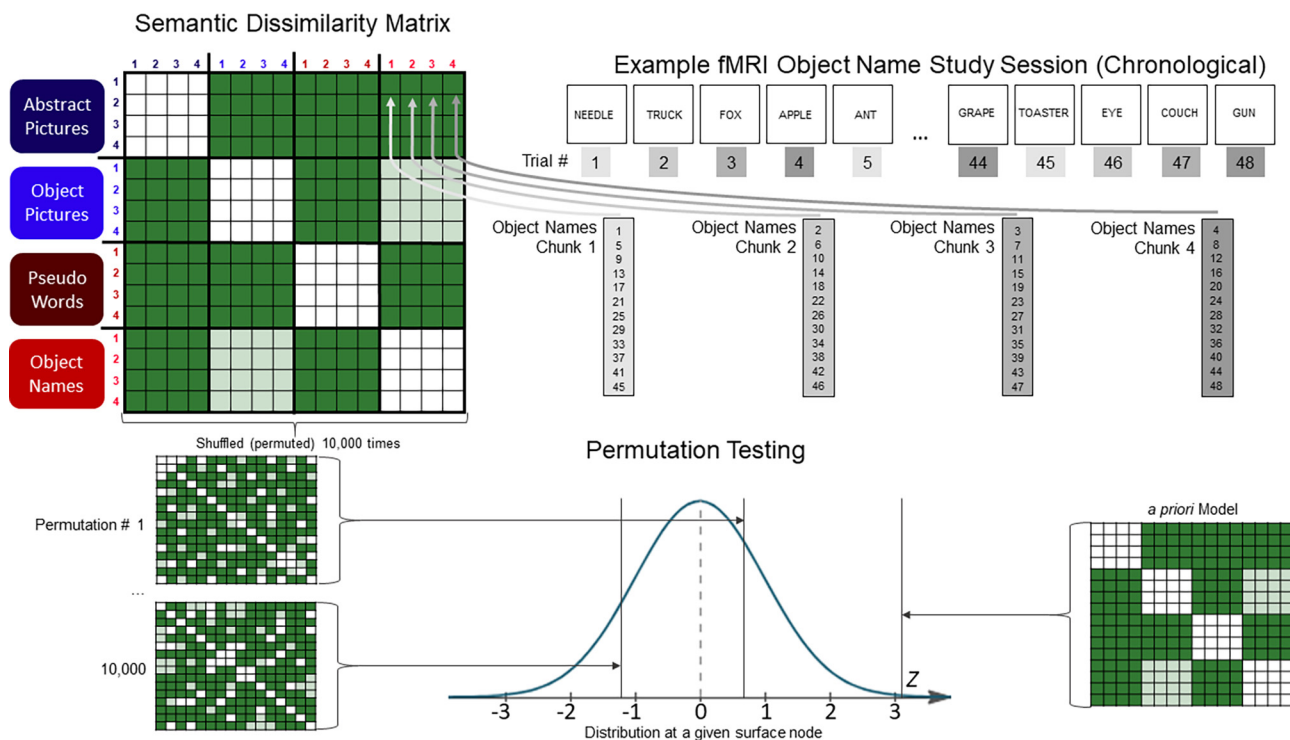 Semantic Dissimilarity Matrix
1 2 3 4 1 2 3 4 1 2 3 4 1 2 3 4
Abstract
Pictures
1
2
3
4
Object
Pictures
1
2
3
4
Pseudo
Words
1
2
3
4
Object
Names
1
2
3
4
Example fMRI Object Name Study Session (Chronological)
NEEDLE TRUCK FOX APPLE ANT ... GRAPE TOASTER EYE COUCH GUN
Trial # 1 2 3 4 5 44 45 46 47 48
Object Names
Chunk 1
1
5
9
13
17
21
25
29
33
37
41
45
Object Names
Chunk 2
2
6
10
14
18
22
26
30
34
38
42
46
Object Names
Chunk 3
3
7
11
15
19
23
27
31
35
39
43
47
Object Names
Chunk 4
4
8
12
16
20
24
28
32
36
40
44
48
Shuffled (permuted) 10,000 times
Permutation # 1
...
10,000
Permutation Testing
Z
-3 -2 -1 0 1 2 3
Distribution at a given surface node
a priori Model